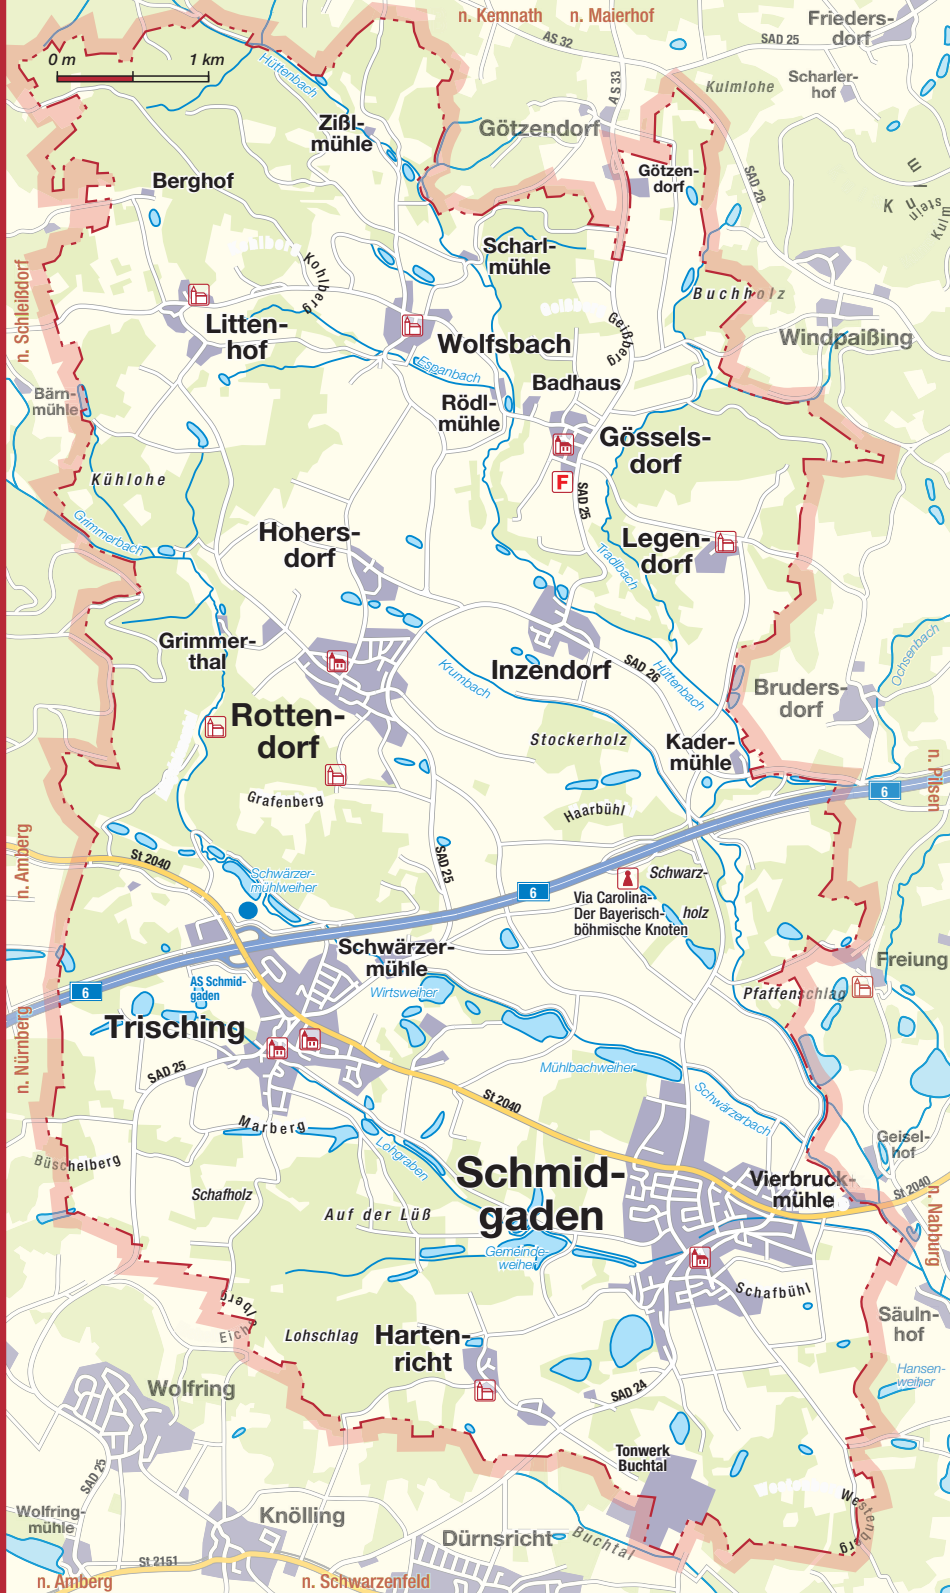 n. Kemnath
n. Maierhof
Frieders-
dorf
AS 32
SAD 25
0 m
1 km
Hüttenbach
AS 33
Kulmlohe
Scharler-
hof
Zißl-
mühle
Götzendorf
Götzen-
dorf
SAD 28
Berghof
Kohlberg
Scharl-
mühle
Buchholz
n. Schleißdorf
Litten-
hof
Wolfsbach
Geißberg
Windpaißing
Espanbach
Badhaus
Bärn-
mühle
Rödl-
mühle
Gössels-
dorf
Kühlohe
F
SAD 25
Grimmerbach
Hohers-
dorf
Legen-
dorf
Tradlbach
Grimmer-
thal
Inzendorf
SAD 26
Hüttenbach
Krumbach
Ochsenbach
Bruders-
dorf
Rotten-
dorf
Stockerholz
Kader-
mühle
n. Pilsen
Grafenberg
Haarbühl
6
n. Amberg
St 2040
SAD 25
Schwärzer-
mühlweiher
6
Schwarz-
holz
Via Carolina-
Der Bayerisch-
böhmische Knoten
Schwärzer-
mühle
Freiung
AS Schmid-
gaden
6
Wirtsweiher
Pfaffenschlag
Trisching
n. Nürnberg
SAD 25
Mühlbachweiher
St 2040
Schwärzerbach
Marberg
Longraben
Geisel-
hof
Büschelberg
Schafholz
Schmid-
gaden
Vierbruck-
mühle
St 2040
n. Nabburg
Auf der Lüß
Gemeinde-
weiher
Schafbühl
Eichlberg
Lohschlag
Harten-
richt
Säuln-
hof
Hansen-
weiher
Wolfring
SAD 24
Tonwerk
Buchtal
SAD 25
Westenberg
Wolfring-
mühle
Knölling
Dürnsricht
Buchtal
St 2151
n. Amberg
n. Schwarzenfeld